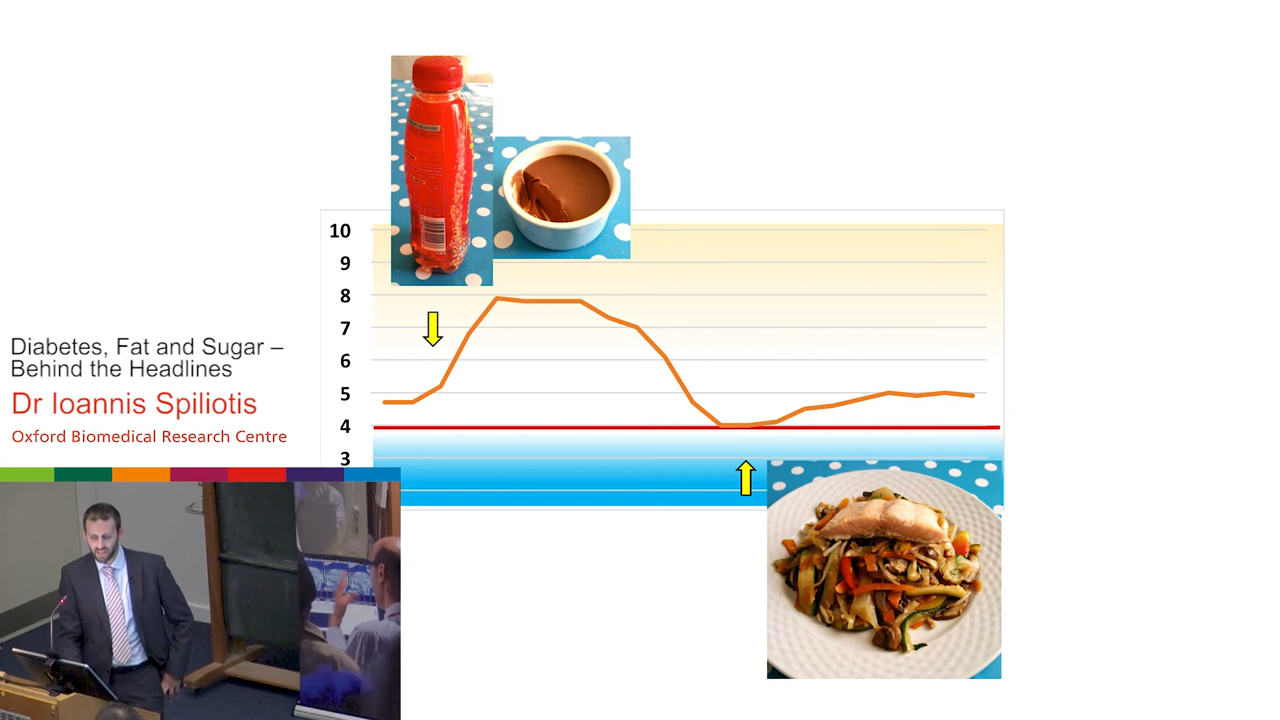 10
9
8
7
6
5
4
3
Diabetes, Fat and Sugar –
Behind the Headlines
Dr Ioannis Spiliotis
Oxford Biomedical Research Centre